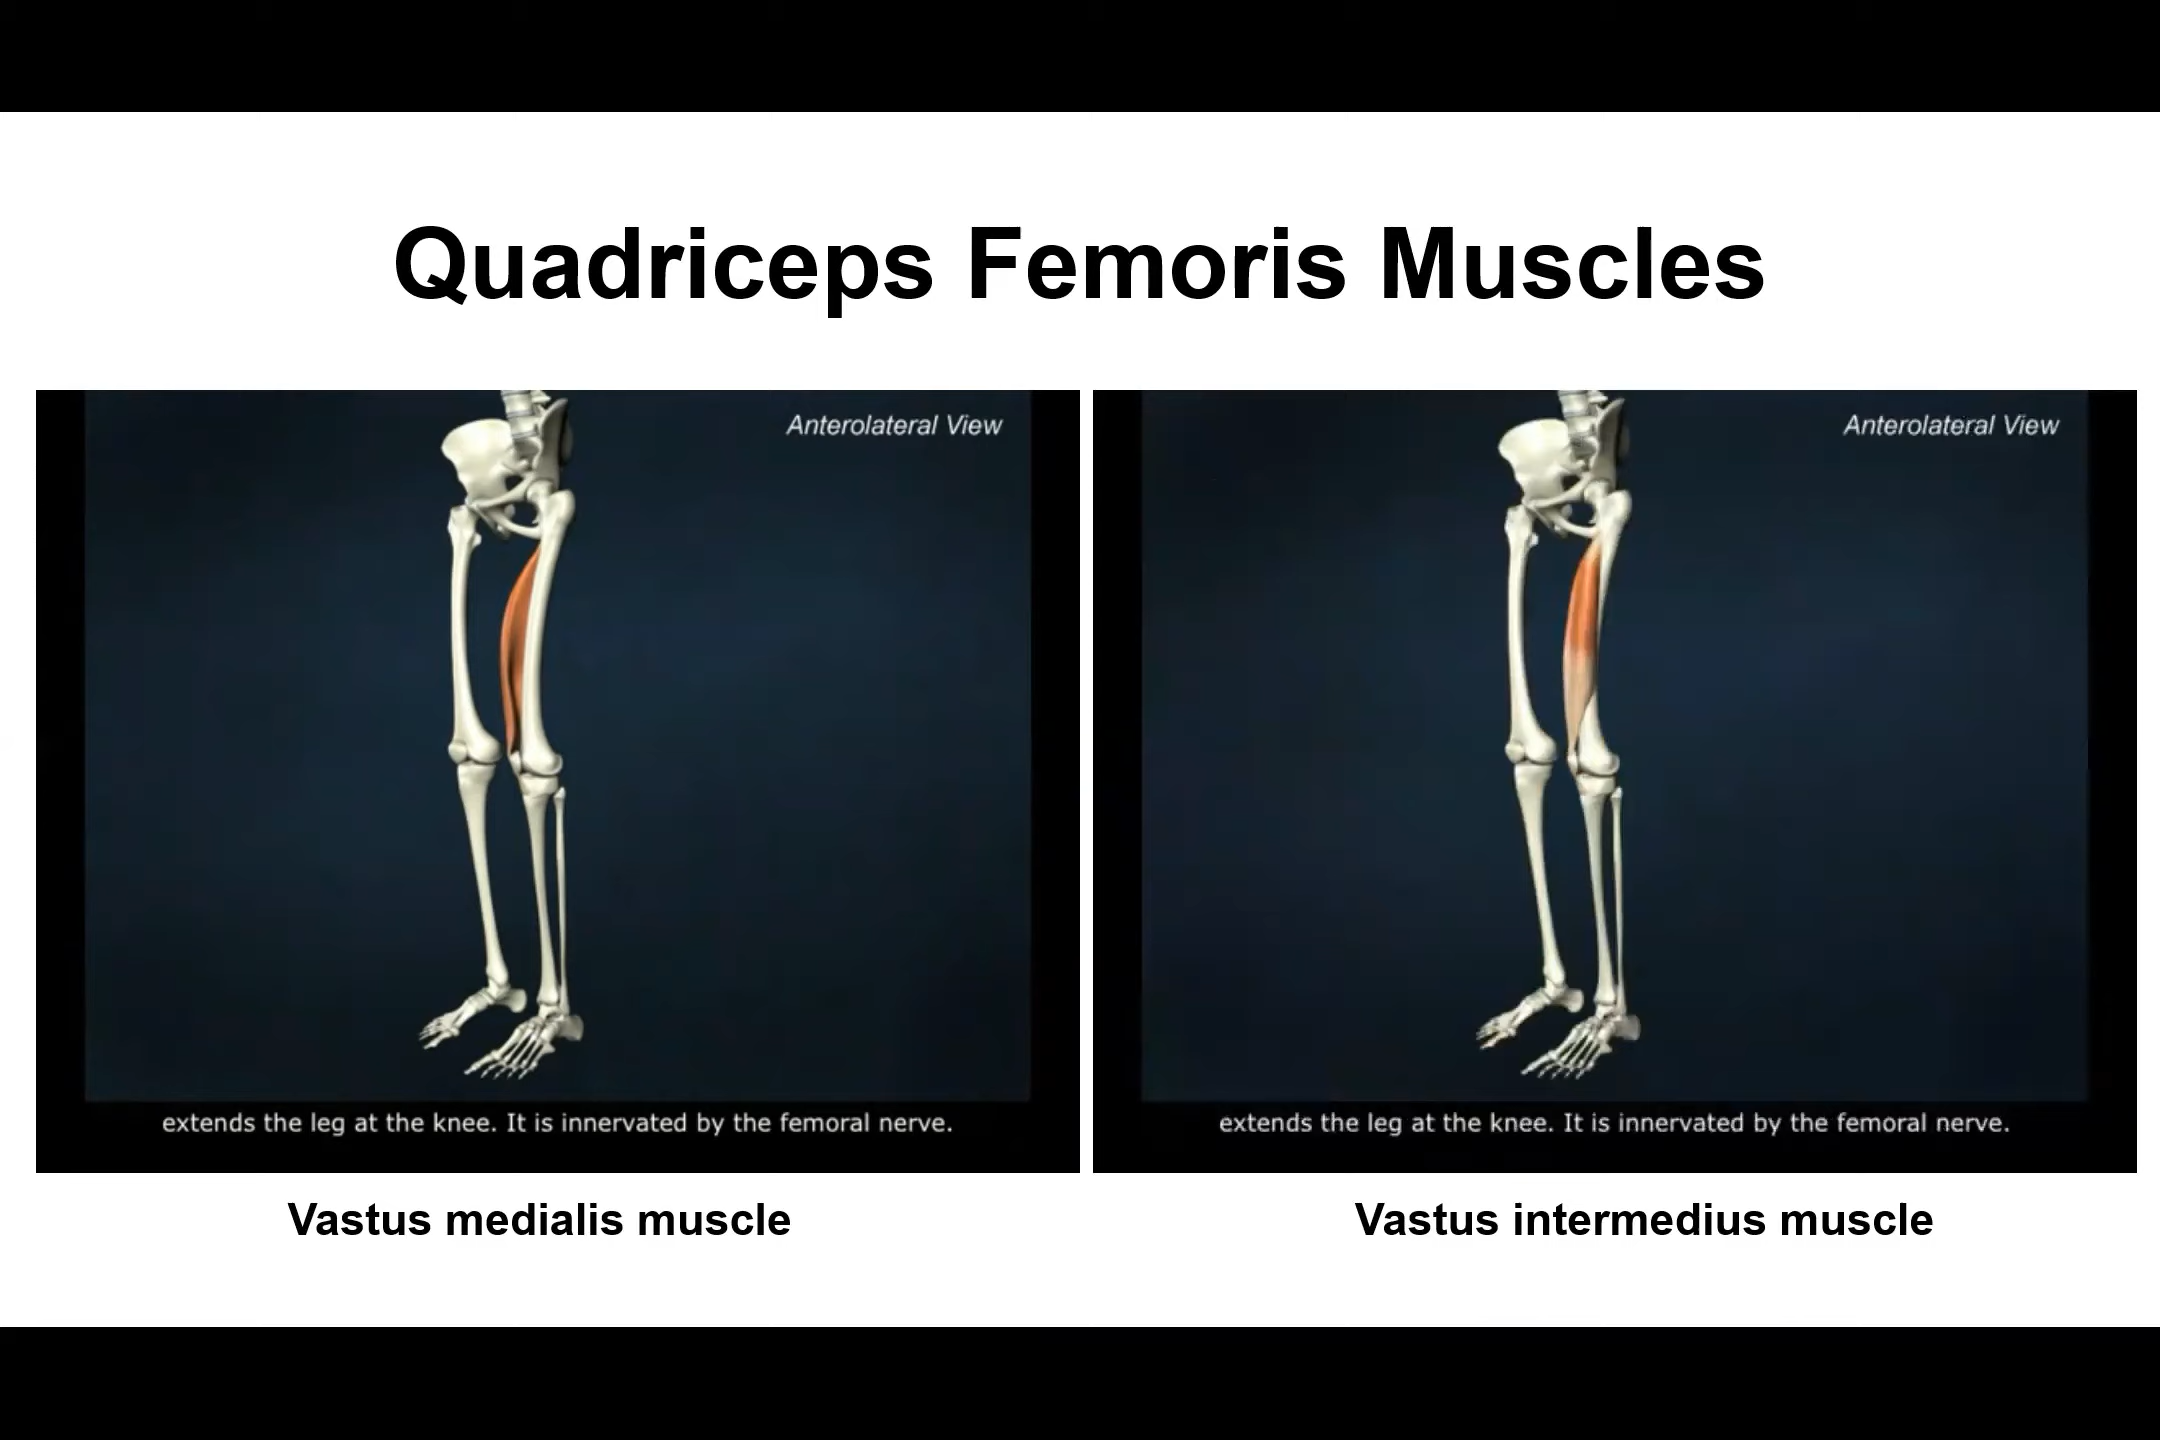 Quadriceps Femoris Muscles
Anterolateral View
extends the leg at the knee. It is innervated by the femoral nerve.
Vastus medialis muscle
Anterolateral View
extends the leg at the knee. It is innervated by the femoral nerve.
Vastus intermedius muscle